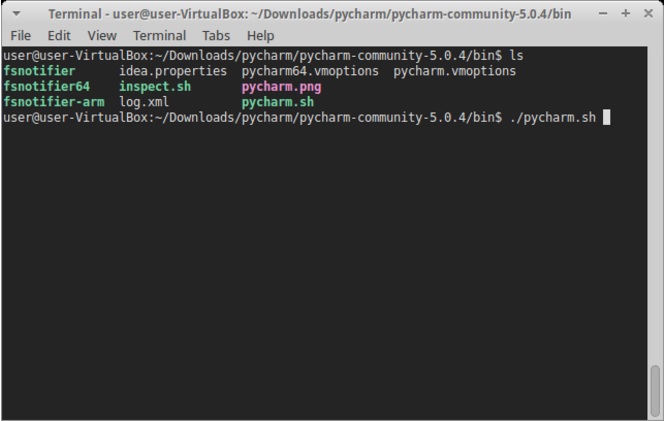 Terminal - user@user-VirtualBox: ~/Downloads/pycharm/pycharm-community-5.0.4/bin
File Edit View Terminal Tabs Help
user@user-VirtualBox:~/Downloads/pycharm/pycharm-community-5.0.4/bin$ ls
fsnotifier idea.properties pycharm64.vmoptions pycharm.vmoptions
fsnotifier64 inspect.sh pycharm.png
fsnotifier-arm log.xml pycharm.sh
user@user-VirtualBox:~/Downloads/pycharm/pycharm-community-5.0.4/bin$ ./pycharm.sh